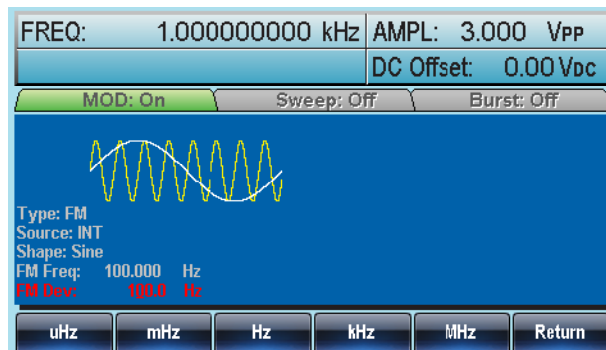 FREQ: 1.000000000 kHz AMPL: 3.000 VPP
DC Offset: 0.00 VDC
MOD: On Sweep: Off Burst: Off
Type: FM
Source: INT
Shape: Sine
FM Freq: 100.000 Hz
FM Dev: 100.0 Hz
uHz mHz Hz kHz MHz Return